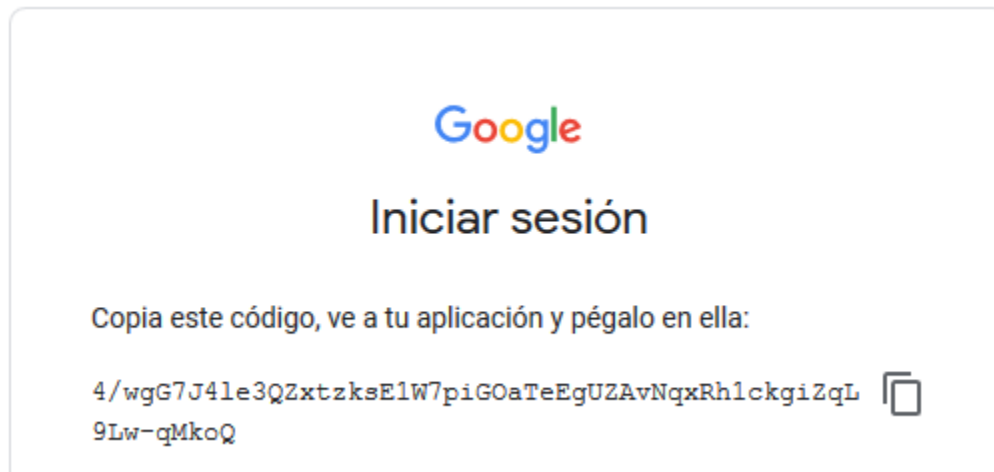 Google
Iniciar sesión
Copia este código, ve a tu aplicación y pégalo en ella:
4/wgG7J4le3QZxtzksE1W7piGOaTeEgUZAvNqxRh1ckgiZqL
9Lw-qMkoQ